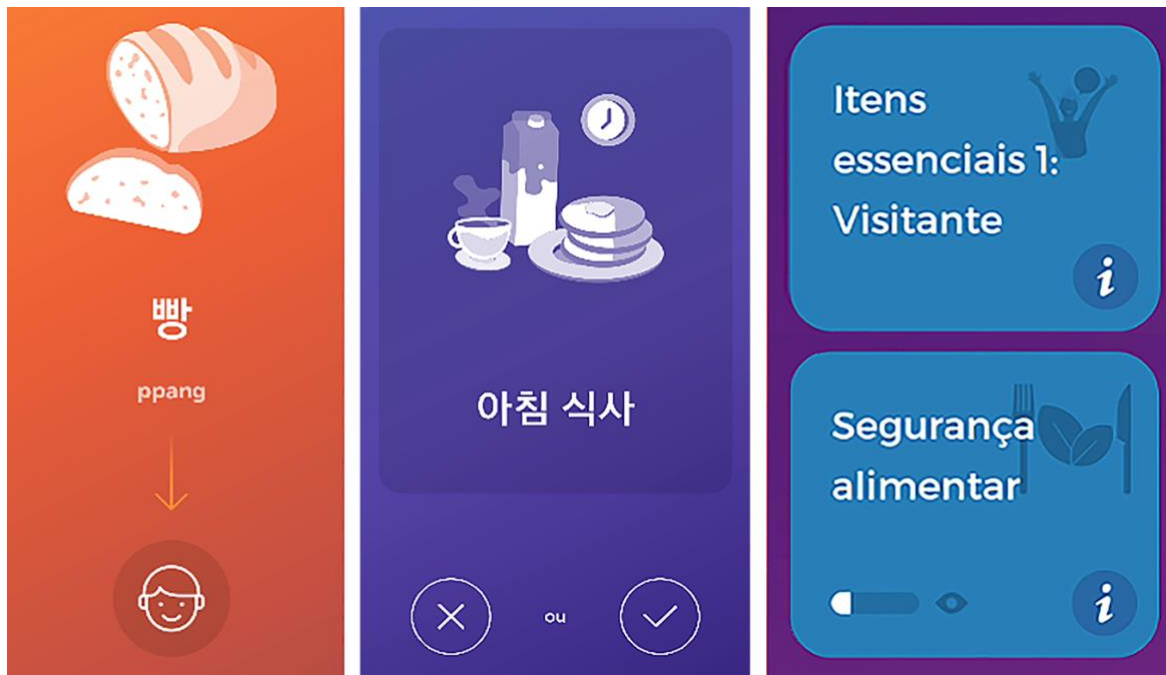 빵
ppang
아침 식사
ou
Itens
essenciais 1:
Visitante
i
Segurança
alimentar
i